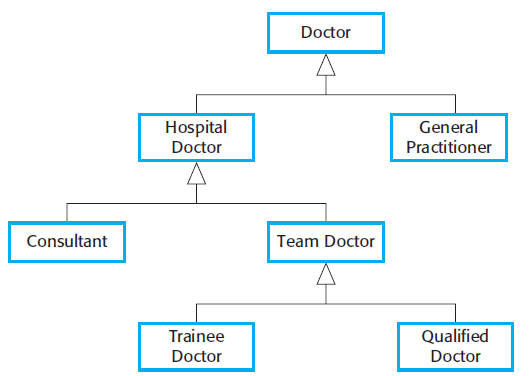 Doctor
Hospital
Doctor
General
Practitioner
Consultant
Team Doctor
Trainee
Doctor
Qualified
Doctor